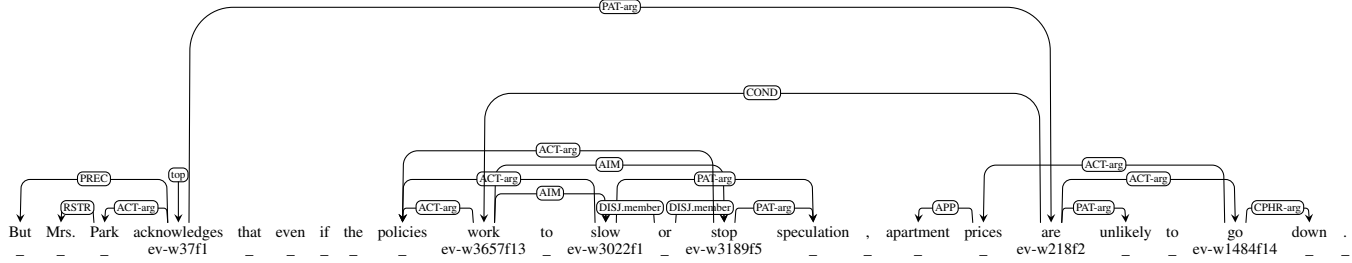 PAT-arg
COND
ACT-arg
AIM ACT-arg
PREC top ACT-arg PAT-arg ACT-arg
RSTR ACT-arg ACT-arg AIM DISJ.member DISJ.member PAT-arg APP PAT-arg CPHR-arg
But Mrs. Park acknowledges that even if the policies work to slow or stop speculation , apartment prices are unlikely to go down .
_ _ _ ev-w37f1 _ _ _ _ _ ev-w3657f13 _ ev-w3022f1 _ ev-w3189f5 _ _ _ _ ev-w218f2 _ _ ev-w1484f14 _ _